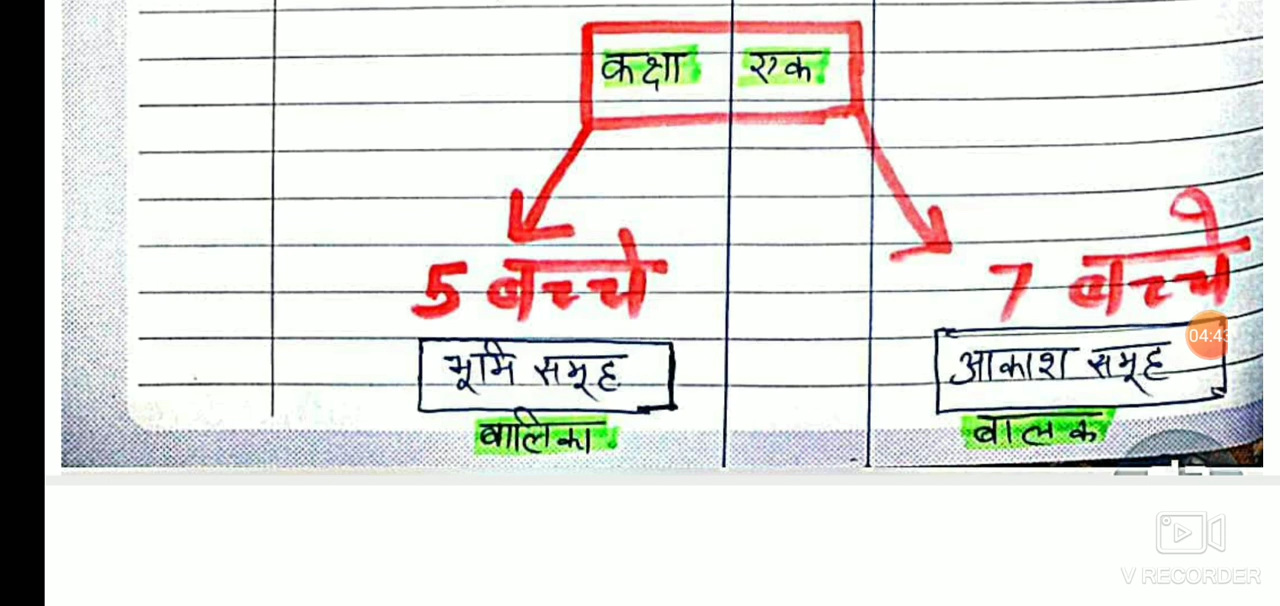 कक्षा एक
5 बच्चे 7 बच्चे
04:43
भूमि समूह आकाश समूह
बालिका बालक
V RECORDER